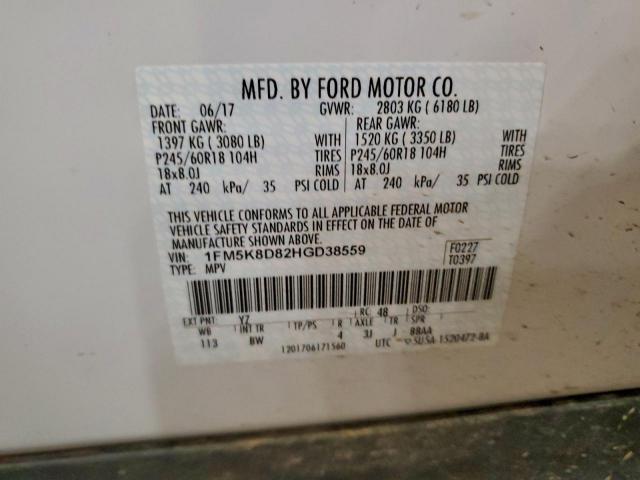 MFD. BY FORD MOTOR CO.
DATE: 06/17 GVWR: 2803 KG ( 6180 LB)
FRONT GAWR: REAR GAWR:
1397 KG ( 3080 LB) WITH 1520 KG ( 3350 LB) WITH
P245/60R18 104H TIRES P245/60R18 104H TIRES
18x8.0J RIMS 18x8.0J RIMS
AT 240 kPa/ 35 PSI COLD AT 240 kPa/ 35 PSI COLD
THIS VEHICLE CONFORMS TO ALL APPLICABLE FEDERAL MOTOR
VEHICLE SAFETY STANDARDS IN EFFECT ON THE DATE OF
MANUFACTURE SHOWN ABOVE.
VIN: 1FM5K8D82HGD38559 F0227
TYPE: MPV T0397
EXT PNT: YZ RC: 48 DSO:
WB INT TR TP/PS R AXLE TR SPR
113 BW 4 3J J 88AA
1201706171560 UTC SU5A-1520472-BA